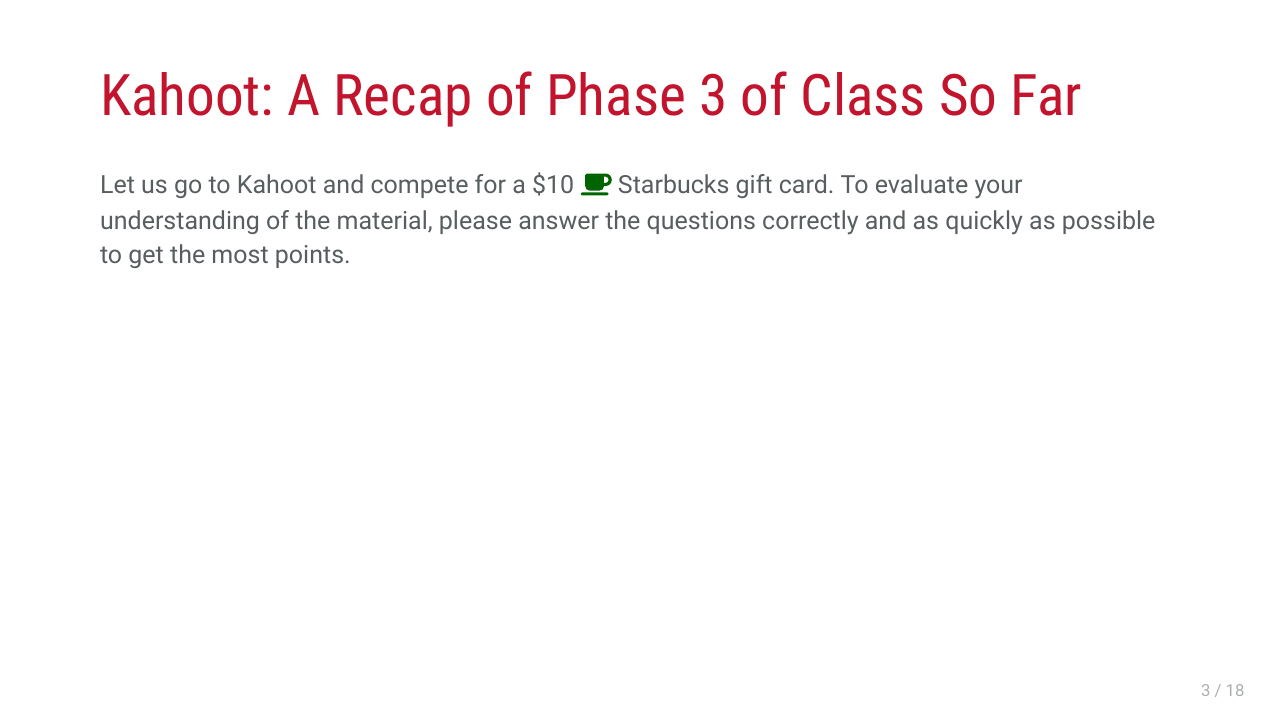 Kahoot: A Recap of Phase 3 of Class So Far
Let us go to Kahoot and compete for a $10 Starbucks gift card. To evaluate your
understanding of the material, please answer the questions correctly and as quickly as possible
to get the most points.
3 / 18